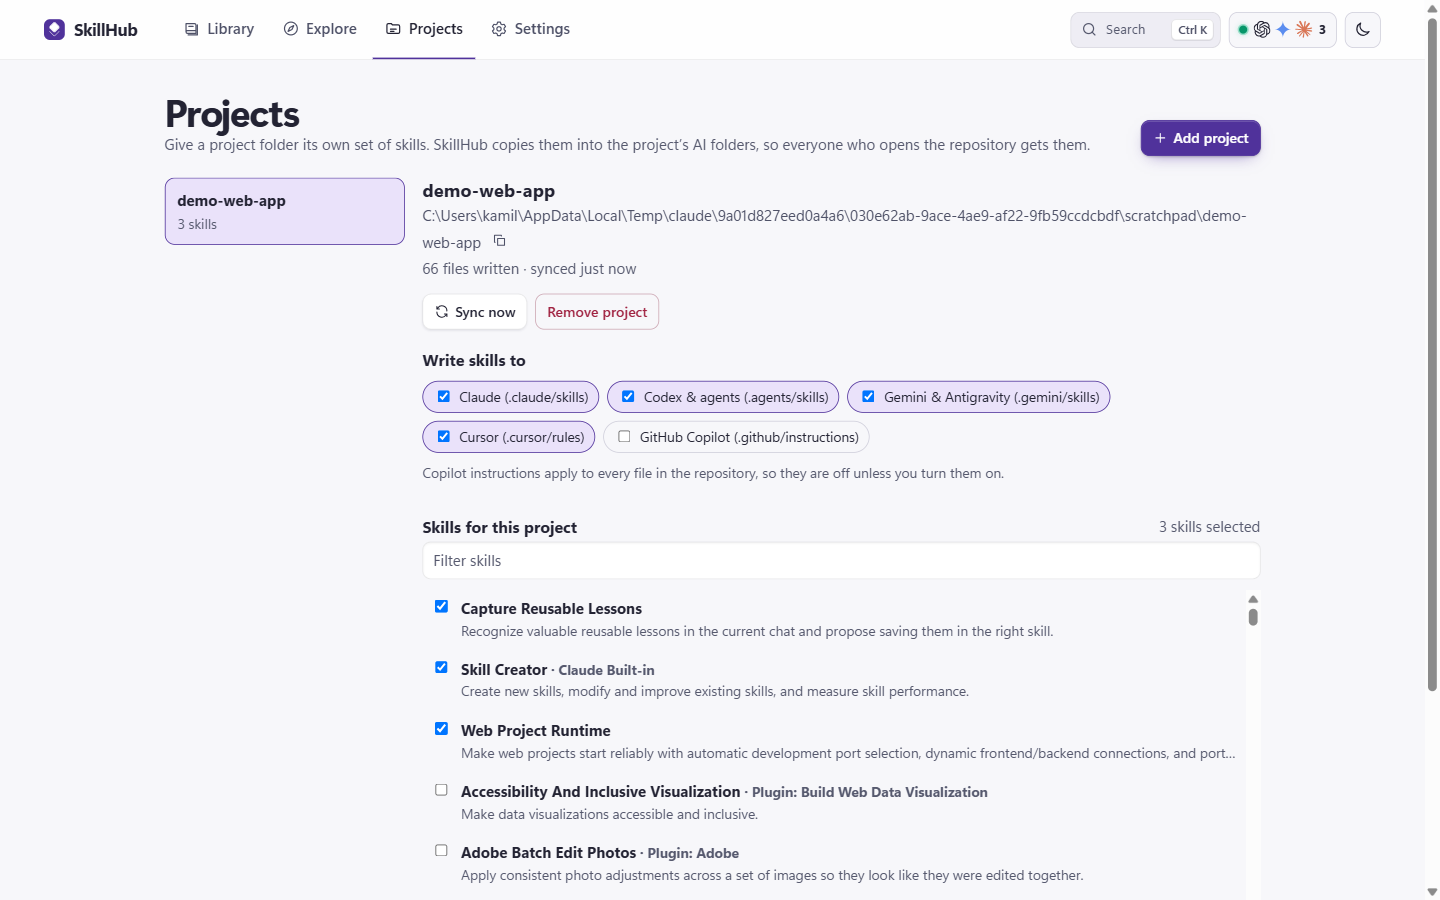 SkillHub
Library
Explore
Projects
Settings
Search
Ctrl K
3
Projects
Give a project folder its own set of skills. SkillHub copies them into the project's AI folders, so everyone who opens the repository gets them.
+ Add project
demo-web-app
3 skills
demo-web-app
C:\Users\kamil\AppData\Local\Temp\claude\9a01d827eed0a4a6\030e62ab-9ace-4ae9-af22-9fb59ccdcbdf\scratchpad\demo-
web-app
66 files written · synced just now
Sync now
Remove project
Write skills to
Claude (.claude/skills)
Codex & agents (.agents/skills)
Gemini & Antigravity (.gemini/skills)
Cursor (.cursor/rules)
GitHub Copilot (.github/instructions)
Copilot instructions apply to every file in the repository, so they are off unless you turn them on.
Skills for this project
3 skills selected
Filter skills
Capture Reusable Lessons
Recognize valuable reusable lessons in the current chat and propose saving them in the right skill.
Skill Creator · Claude Built-in
Create new skills, modify and improve existing skills, and measure skill performance.
Web Project Runtime
Make web projects start reliably with automatic development port selection, dynamic frontend/backend connections, and port...
Accessibility And Inclusive Visualization · Plugin: Build Web Data Visualization
Make data visualizations accessible and inclusive.
Adobe Batch Edit Photos · Plugin: Adobe
Apply consistent photo adjustments across a set of images so they look like they were edited together.